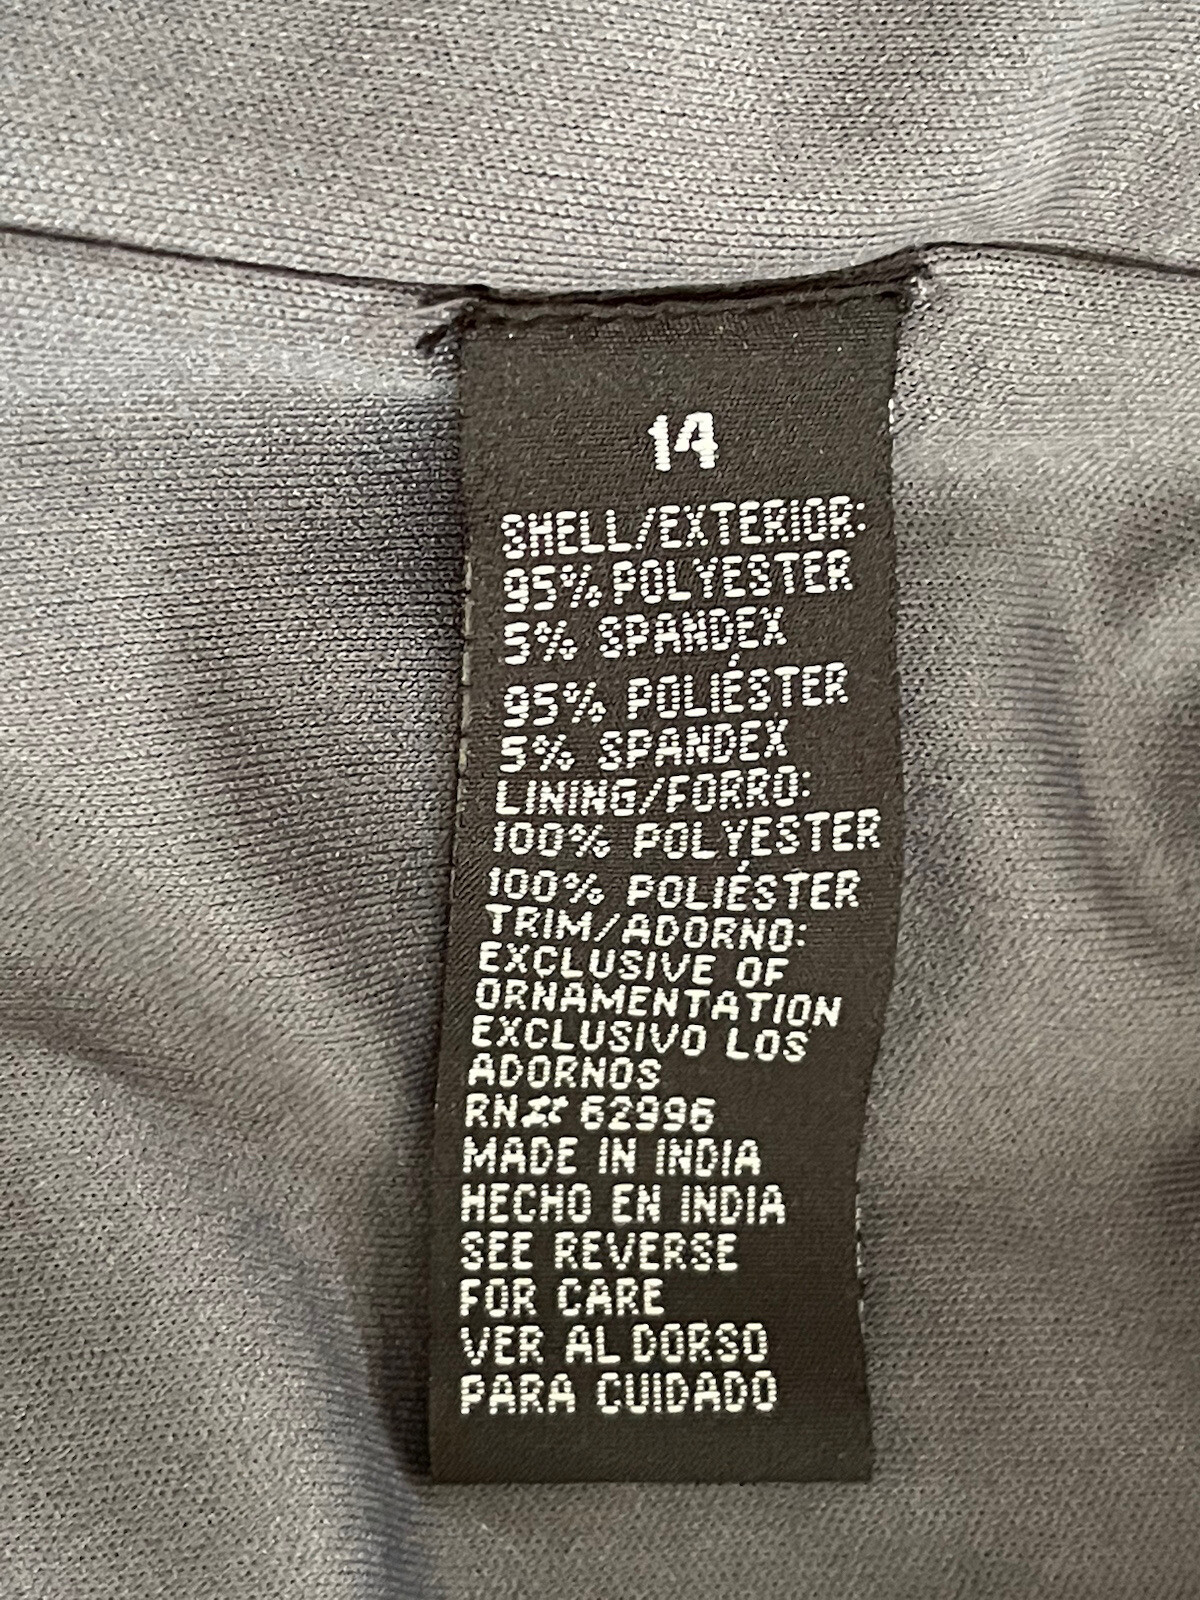 14
SHELL/EXTERIOR:
95% POLYESTER
5% SPANDEX
95% POLIÉSTER
5% SPANDEX
LINING/FORRO:
100% POLYESTER
100% POLIÉSTER
TRIM/ADORNO:
EXCLUSIVE OF
ORNAMENTATION
EXCLUSIVO LOS
ADORNOS
RN# 62996
MADE IN INDIA
HECHO EN INDIA
SEE REVERSE
FOR CARE
VER AL DORSO
PARA CUIDADO